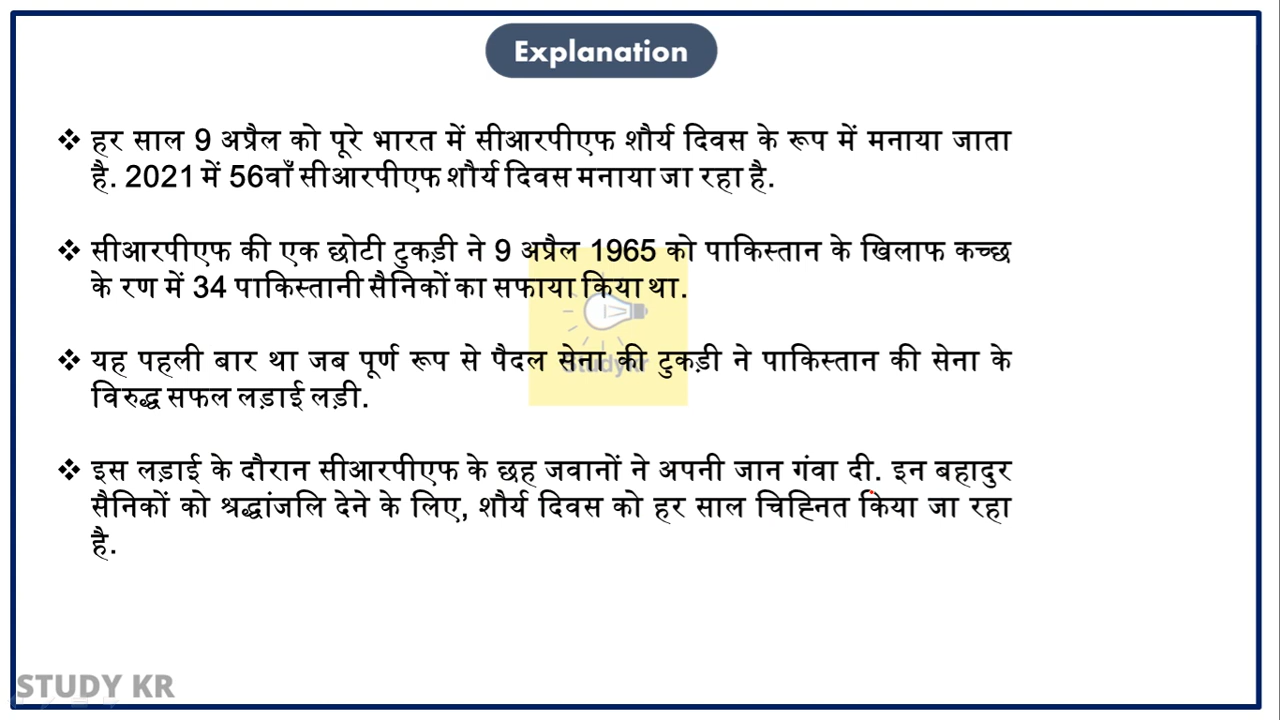 Explanation
❖ हर साल 9 अप्रैल को पूरे भारत में सीआरपीएफ शौर्य दिवस के रूप में मनाया जाता
है. 2021 में 56वाँ सीआरपीएफ शौर्य दिवस मनाया जा रहा है.
❖ सीआरपीएफ की एक छोटी टुकड़ी ने 9 अप्रैल 1965 को पाकिस्तान के खिलाफ कच्छ
के रण में 34 पाकिस्तानी सैनिकों का सफाया किया था.
❖ यह पहली बार था जब पूर्ण रूप से पैदल सेना की टुकड़ी ने पाकिस्तान की सेना के
विरुद्ध सफल लड़ाई लड़ी.
❖ इस लड़ाई के दौरान सीआरपीएफ के छह जवानों ने अपनी जान गंवा दी. इन बहादुर
सैनिकों को श्रद्धांजलि देने के लिए, शौर्य दिवस को हर साल चिह्नित किया जा रहा
है.
Studykr
STUDY KR